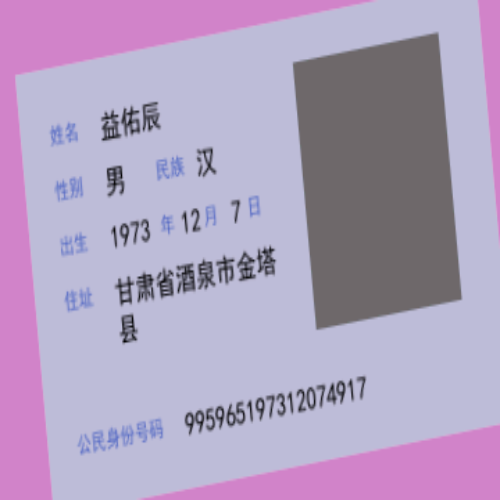 姓名 益佑辰
性别 男 民族 汉
出生 1973 年 12 月 7 日
住址 甘肃省酒泉市金塔
县
公民身份号码 995965197312074917